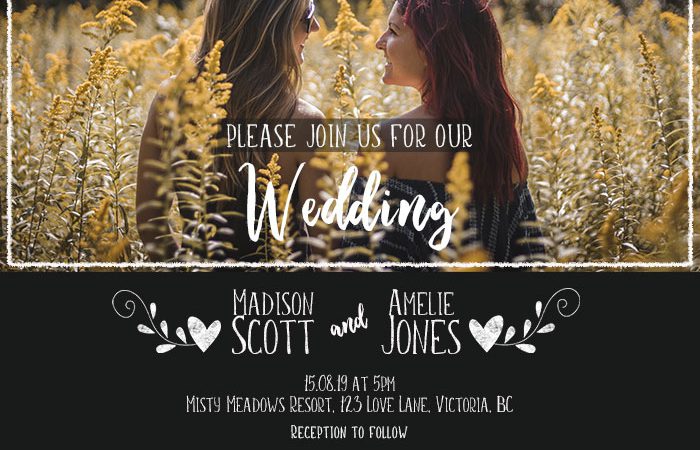 PLEASE JOIN US FOR OUR
Wedding
MADISON
SCOTT
and
AMELIE
JONES
15.08.19 AT 5PM
MISTY MEADOWS RESORT, 123 LOVE LANE, VICTORIA, BC
RECEPTION TO FOLLOW